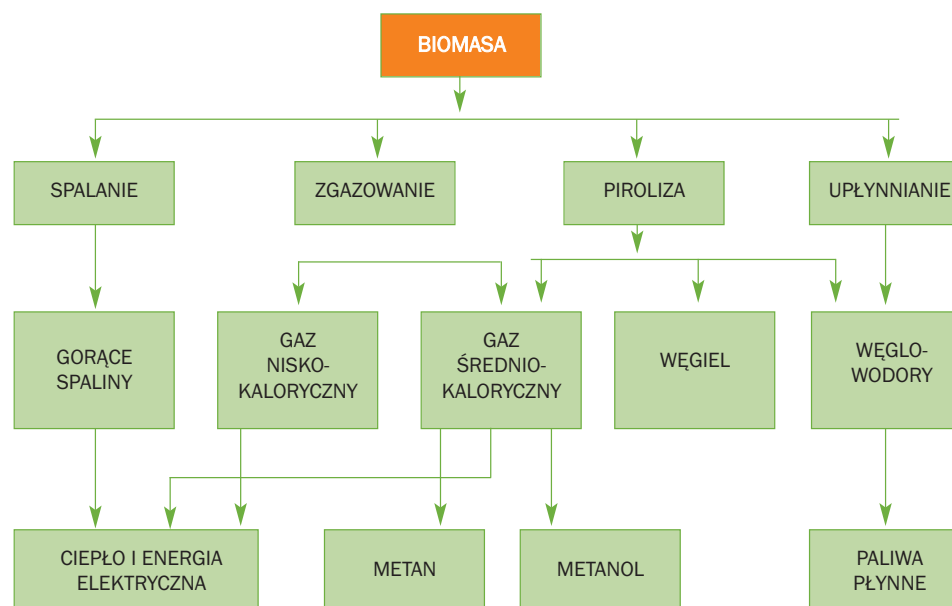 BIOMASA
SPALANIE
ZGAZOWANIE
PIROLIZA
UPŁYNNIANIE
GORĄCE
SPALINY
GAZ
NISKO-
KALORYCZNY
GAZ
ŚREDNIO-
KALORYCZNY
WĘGIEL
WĘGLO-
WODORY
CIEPŁO I ENERGIA
ELEKTRYCZNA
METAN
METANOL
PALIWA
PŁYNNE